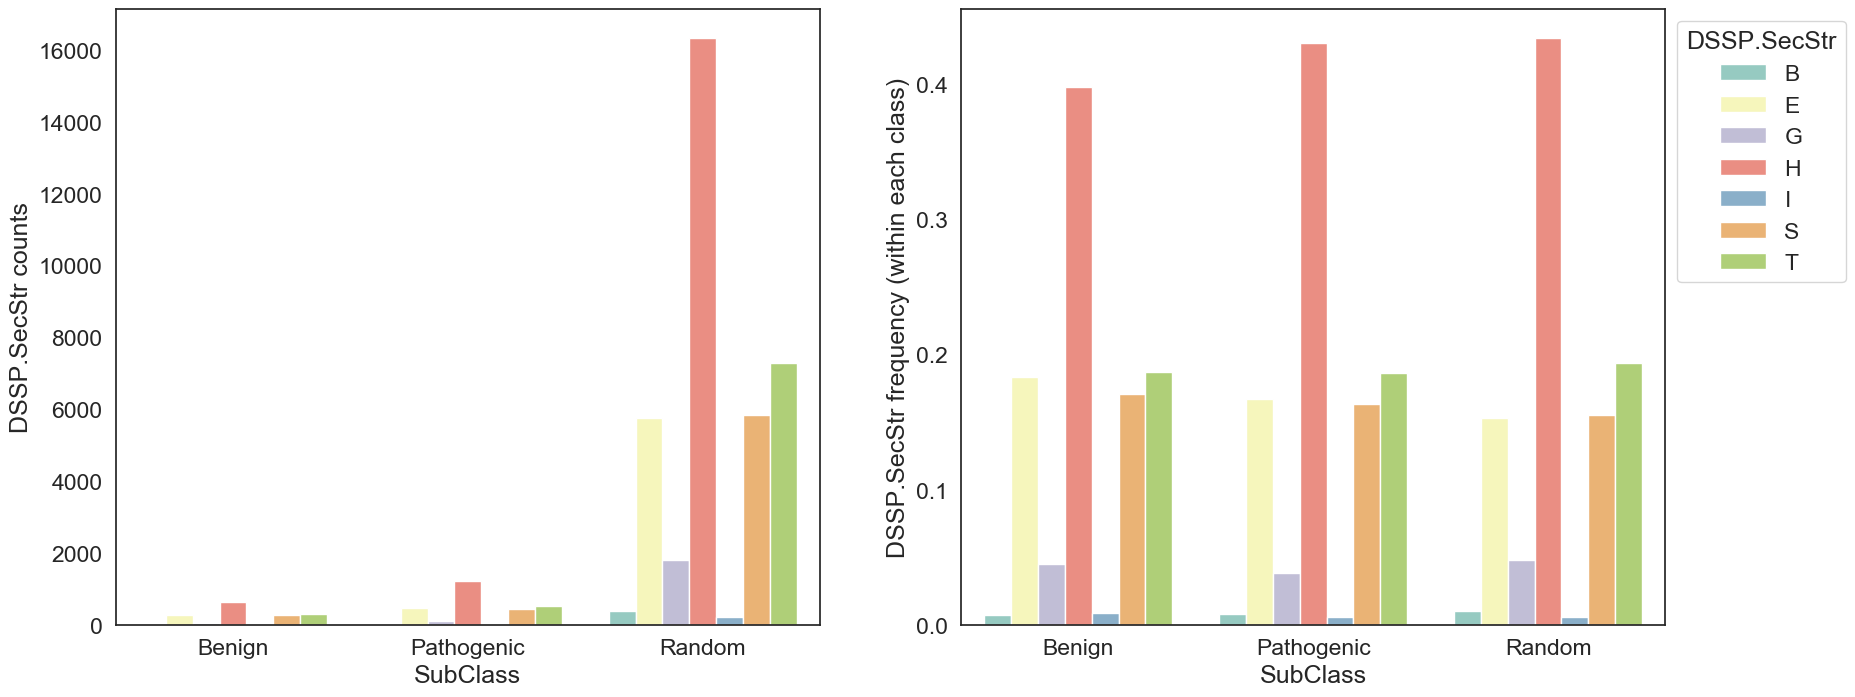 DSSP.SecStr counts
16000
14000
12000
10000
8000
6000
4000
2000
0
Benign
Pathogenic
Random
SubClass
DSSP.SecStr frequency (within each class)
0.4
0.3
0.2
0.1
0.0
Benign
Pathogenic
Random
SubClass
DSSP.SecStr
B
E
G
H
I
S
T